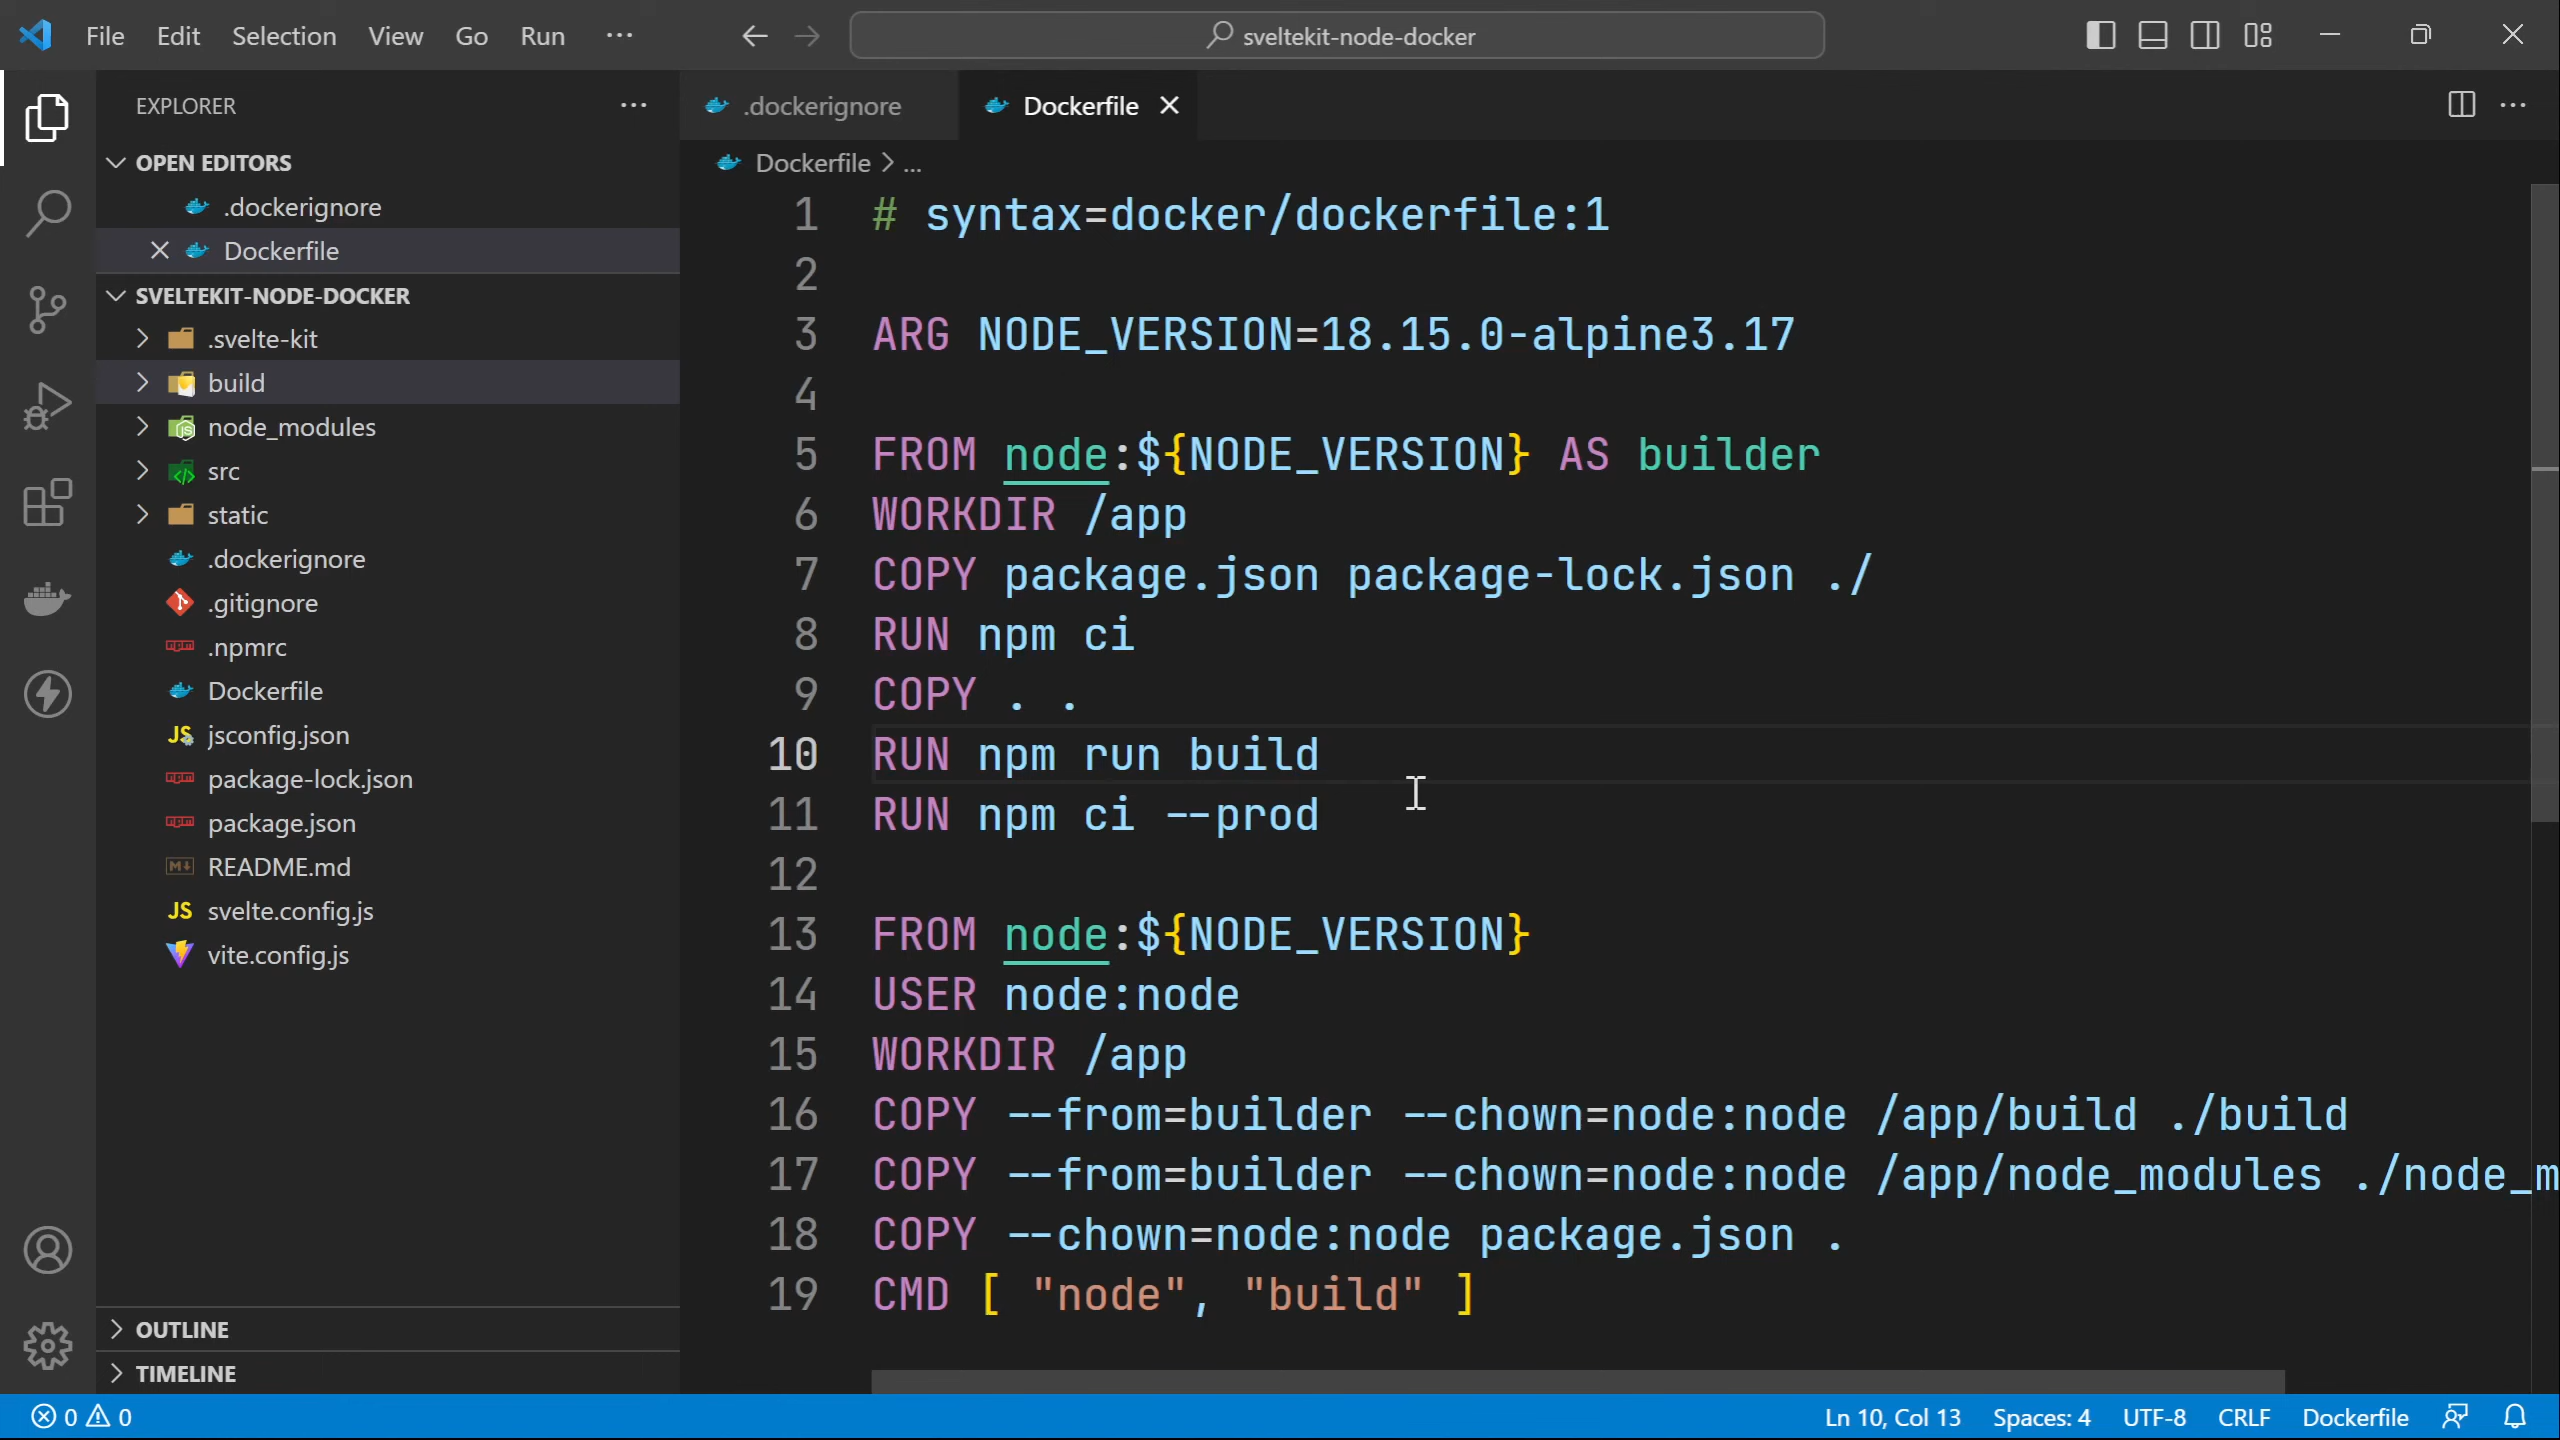 File Edit Selection View Go Run ... sveltekit-node-docker
EXPLORER
OPEN EDITORS
.dockerignore
Dockerfile
SVELTEKIT-NODE-DOCKER
.svelte-kit
build
node_modules
src
static
.dockerignore
.gitignore
.npmrc
Dockerfile
jsconfig.json
package-lock.json
package.json
README.md
svelte.config.js
vite.config.js
OUTLINE
TIMELINE
.dockerignore Dockerfile
Dockerfile > ...
1 # syntax=docker/dockerfile:1
2
3 ARG NODE_VERSION=18.15.0-alpine3.17
4
5 FROM node:${NODE_VERSION} AS builder
6 WORKDIR /app
7 COPY package.json package-lock.json ./
8 RUN npm ci
9 COPY . .
10 RUN npm run build
11 RUN npm ci --prod
12
13 FROM node:${NODE_VERSION}
14 USER node:node
15 WORKDIR /app
16 COPY --from=builder --chown=node:node /app/build ./build
17 COPY --from=builder --chown=node:node /app/node_modules ./node_m
18 COPY --chown=node:node package.json .
19 CMD [ "node", "build" ]
0 0 Ln 10, Col 13 Spaces: 4 UTF-8 CRLF Dockerfile